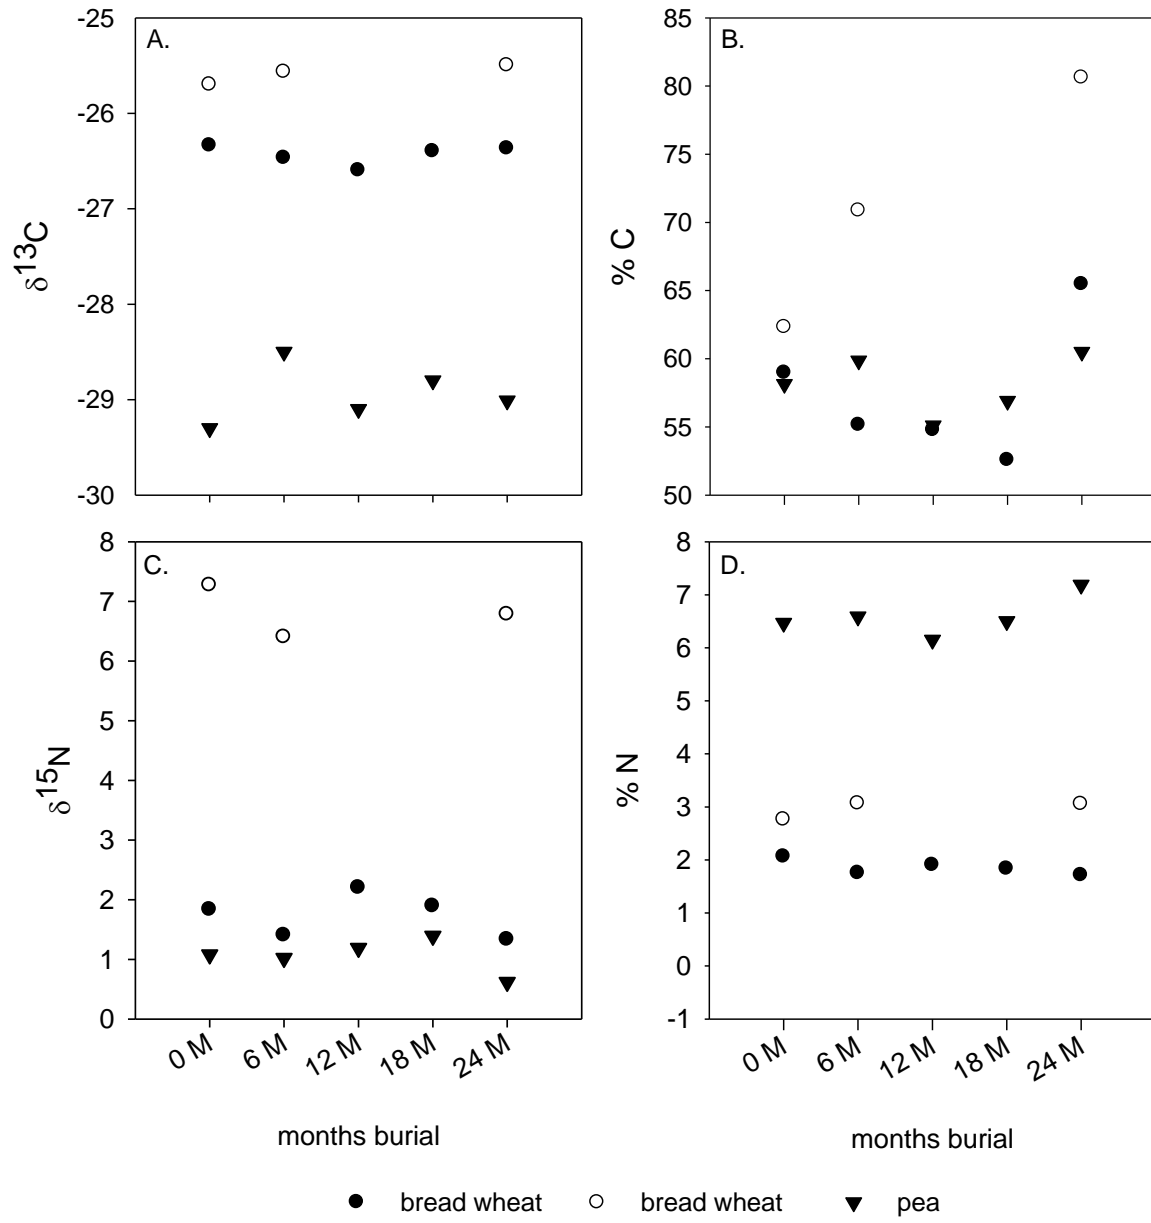 A.
-25
-26
-27
-28
-29
-30
δ13C
B.
85
80
75
70
65
60
55
50
% C
C.
8
7
6
5
4
3
2
1
0
δ15N
0 M
6 M
12 M
18 M
24 M
months burial
D.
8
7
6
5
4
3
2
1
0
-1
% N
0 M
6 M
12 M
18 M
24 M
months burial
bread wheat bread wheat pea